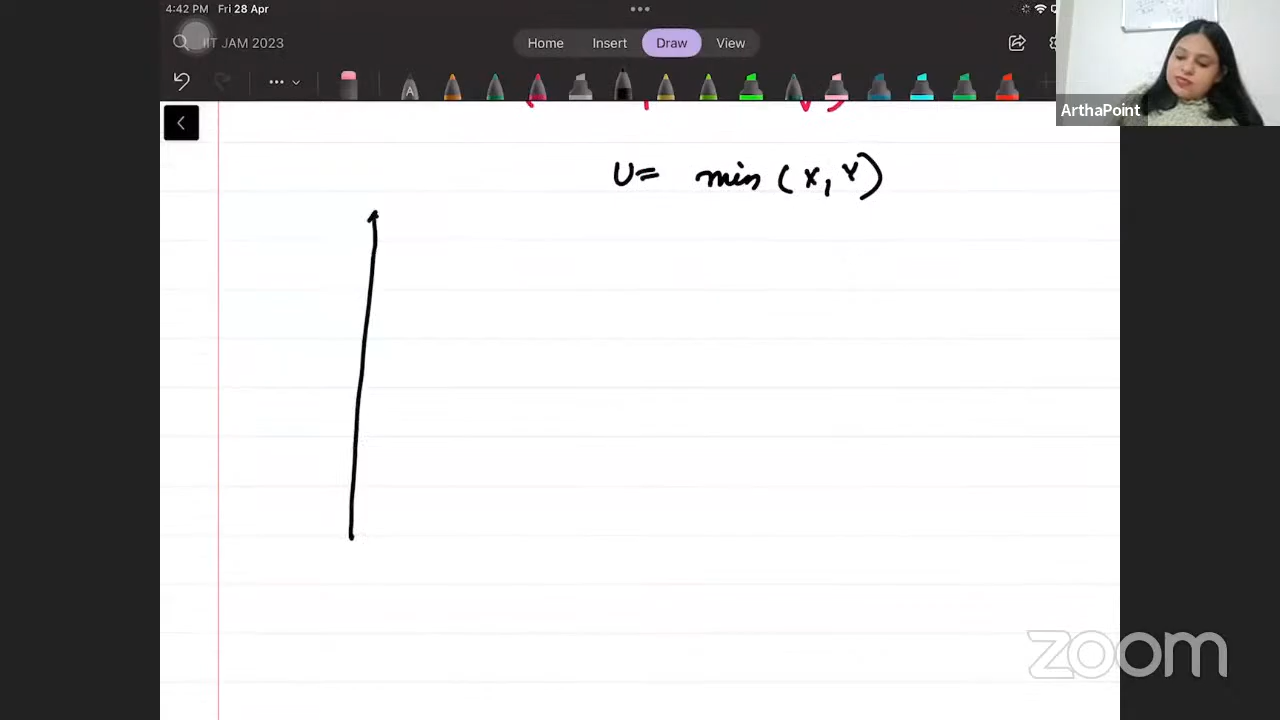 4:42 PM Fri 28 Apr
IIT JAM 2023
Home Insert Draw View
A
ArthaPoint
U= min (x, Y)
zoom